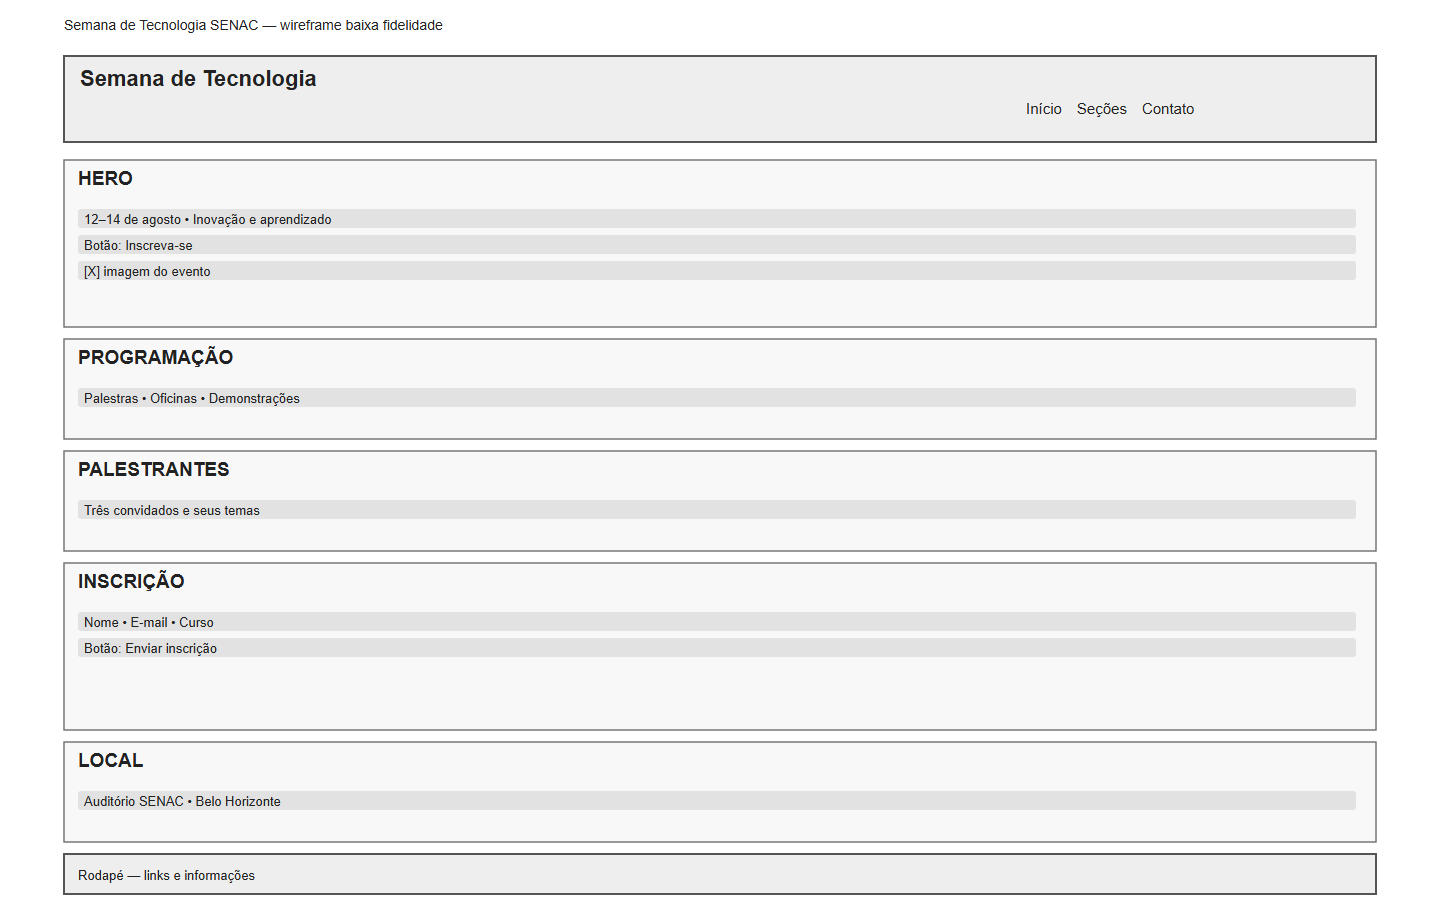 Semana de Tecnologia SENAC — wireframe baixa fidelidade
Semana de Tecnologia
Início Seções Contato
HERO
12–14 de agosto • Inovação e aprendizado
Botão: Inscreva-se
[X] imagem do evento
PROGRAMAÇÃO
Palestras • Oficinas • Demonstrações
PALESTRANTES
Três convidados e seus temas
INSCRIÇÃO
Nome • E-mail • Curso
Botão: Enviar inscrição
LOCAL
Auditório SENAC • Belo Horizonte
Rodapé — links e informações